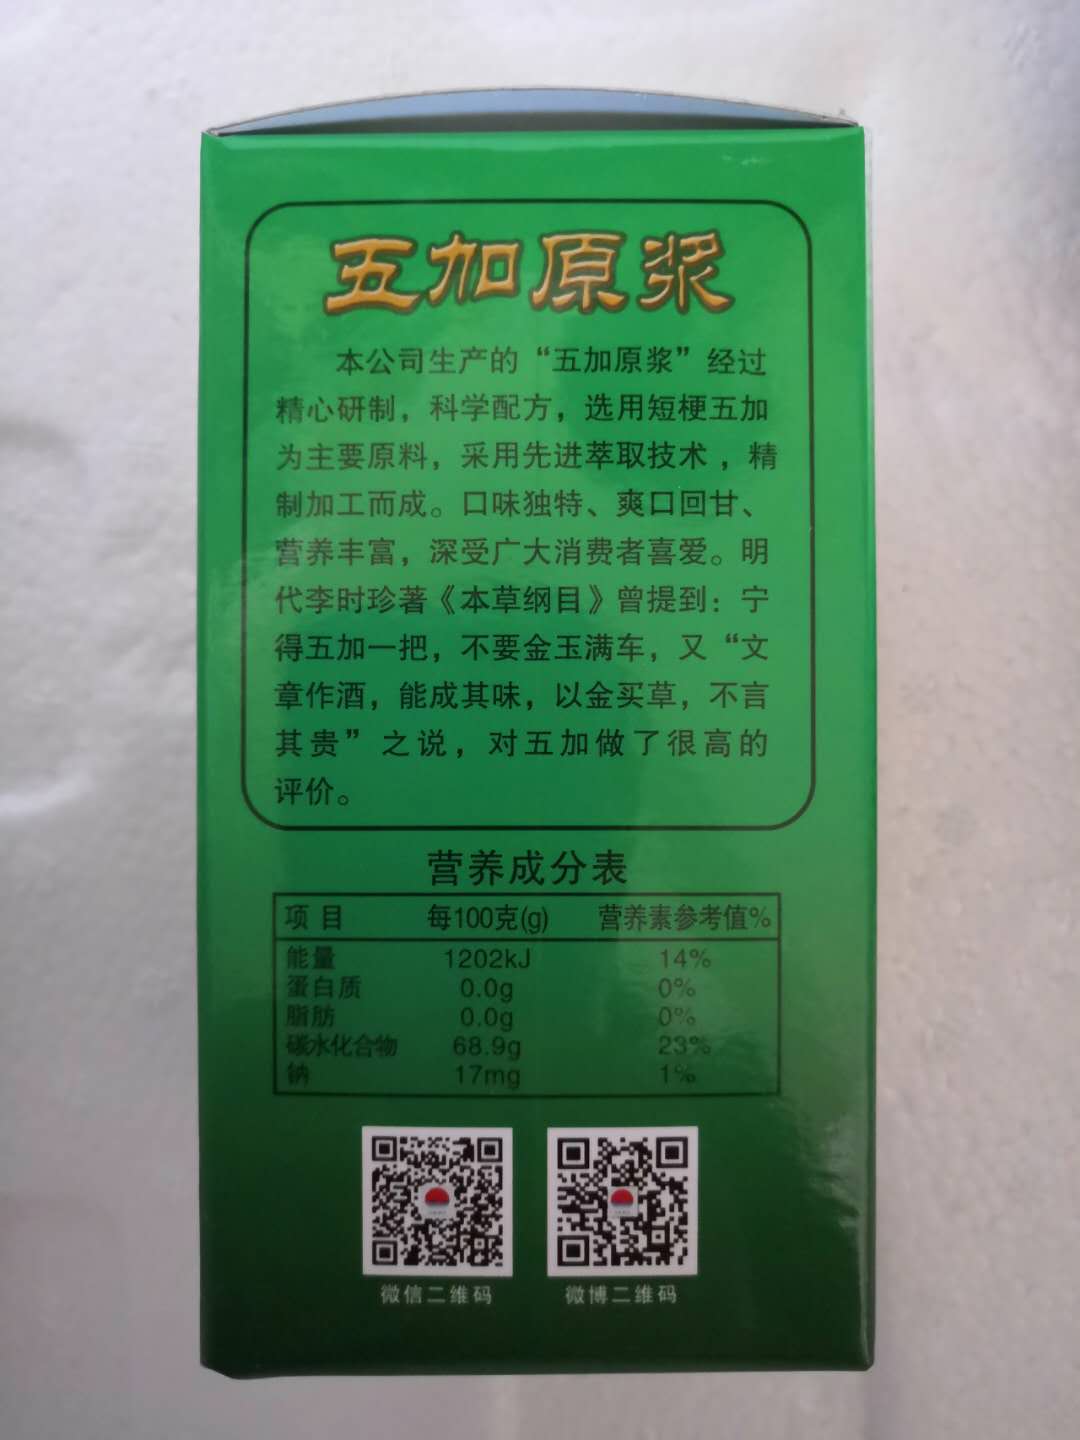 五加原浆
本公司生产的“五加原浆”经过
精心研制，科学配方，选用短梗五加
为主要原料，采用先进萃取技术，精
制加工而成。口味独特、爽口回甘、
营养丰富，深受广大消费者喜爱。明
代李时珍著《本草纲目》曾提到：宁
得五加一把，不要金玉满车，又“文
章作酒，能成其味，以金买草，不言
其贵”之说，对五加做了很高的
评价。
营养成分表
项目 每100克(g) 营养素参考值%
能量 1202kJ 14%
蛋白质 0.0g 0%
脂肪 0.0g 0%
碳水化合物 68.9g 23%
钠 17mg 1%
微信二维码 微博二维码